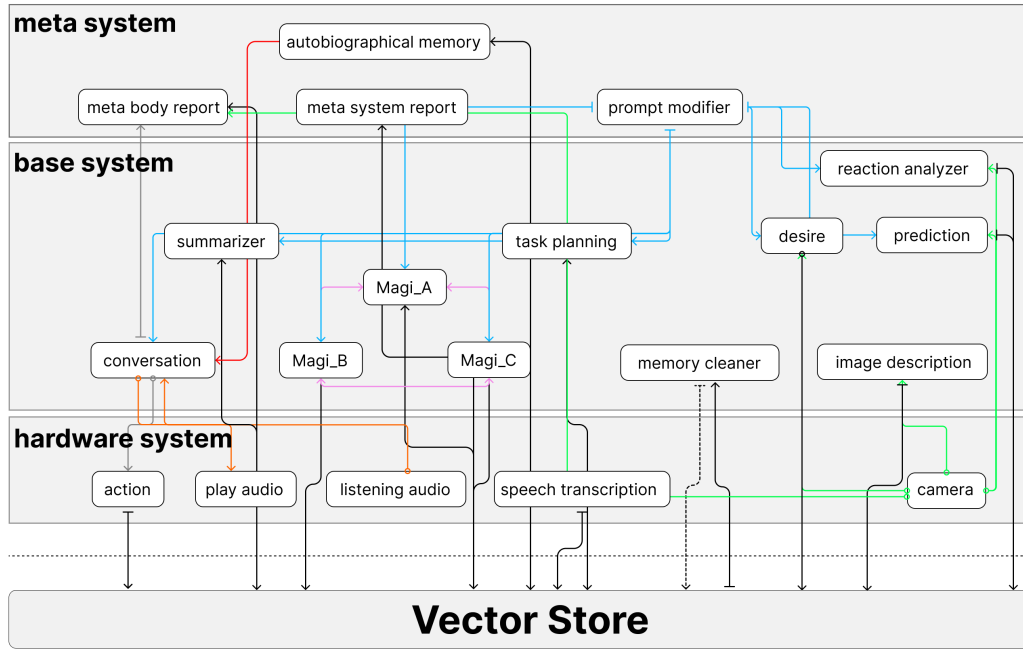 meta system
autobiographical memory
meta body report
meta system report
prompt modifier
base system
reaction analyzer
summarizer
task planning
desire
prediction
Magi_A
conversation
Magi_B
Magi_C
memory cleaner
image description
hardware system
action
play audio
listening audio
speech transcription
camera
Vector Store